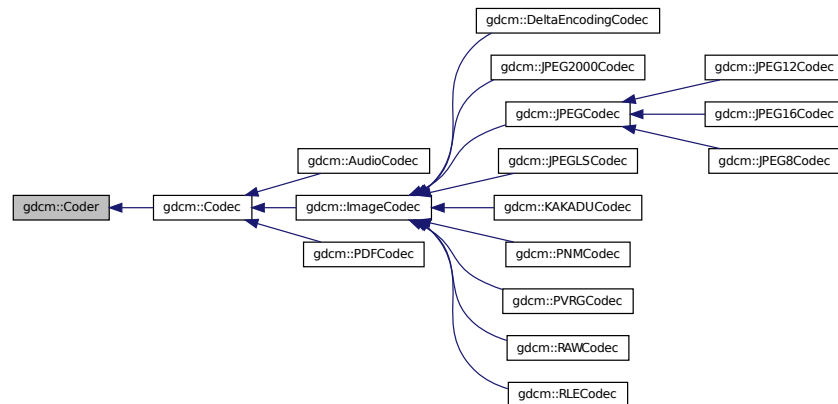 gdcm::DeltaEncodingCodec
gdcm::JPEG2000Codec
gdcm::JPEG12Codec
gdcm::JPEGCodec
gdcm::JPEG16Codec
gdcm::AudioCodec
gdcm::JPEGLSCodec
gdcm::JPEG8Codec
gdcm::Coder
gdcm::Codec
gdcm::ImageCodec
gdcm::KAKADUCodec
gdcm::PDFCodec
gdcm::PNMCodec
gdcm::PVRGCodec
gdcm::RAWCodec
gdcm::RLECodec